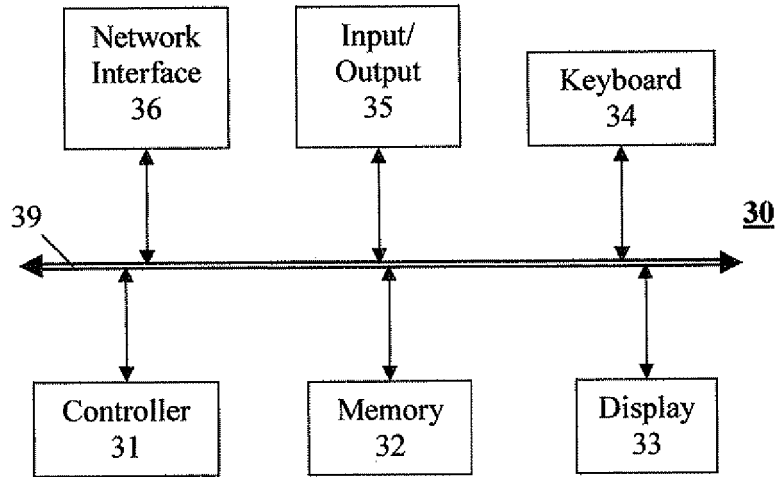 Network
Interface
36
Input/
Output
35
Keyboard
34
39
30
Controller
31
Memory
32
Display
33